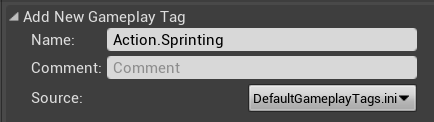 Add New Gameplay Tag
Name: Action.Sprinting
Comment: Comment
Source: DefaultGameplayTags.ini